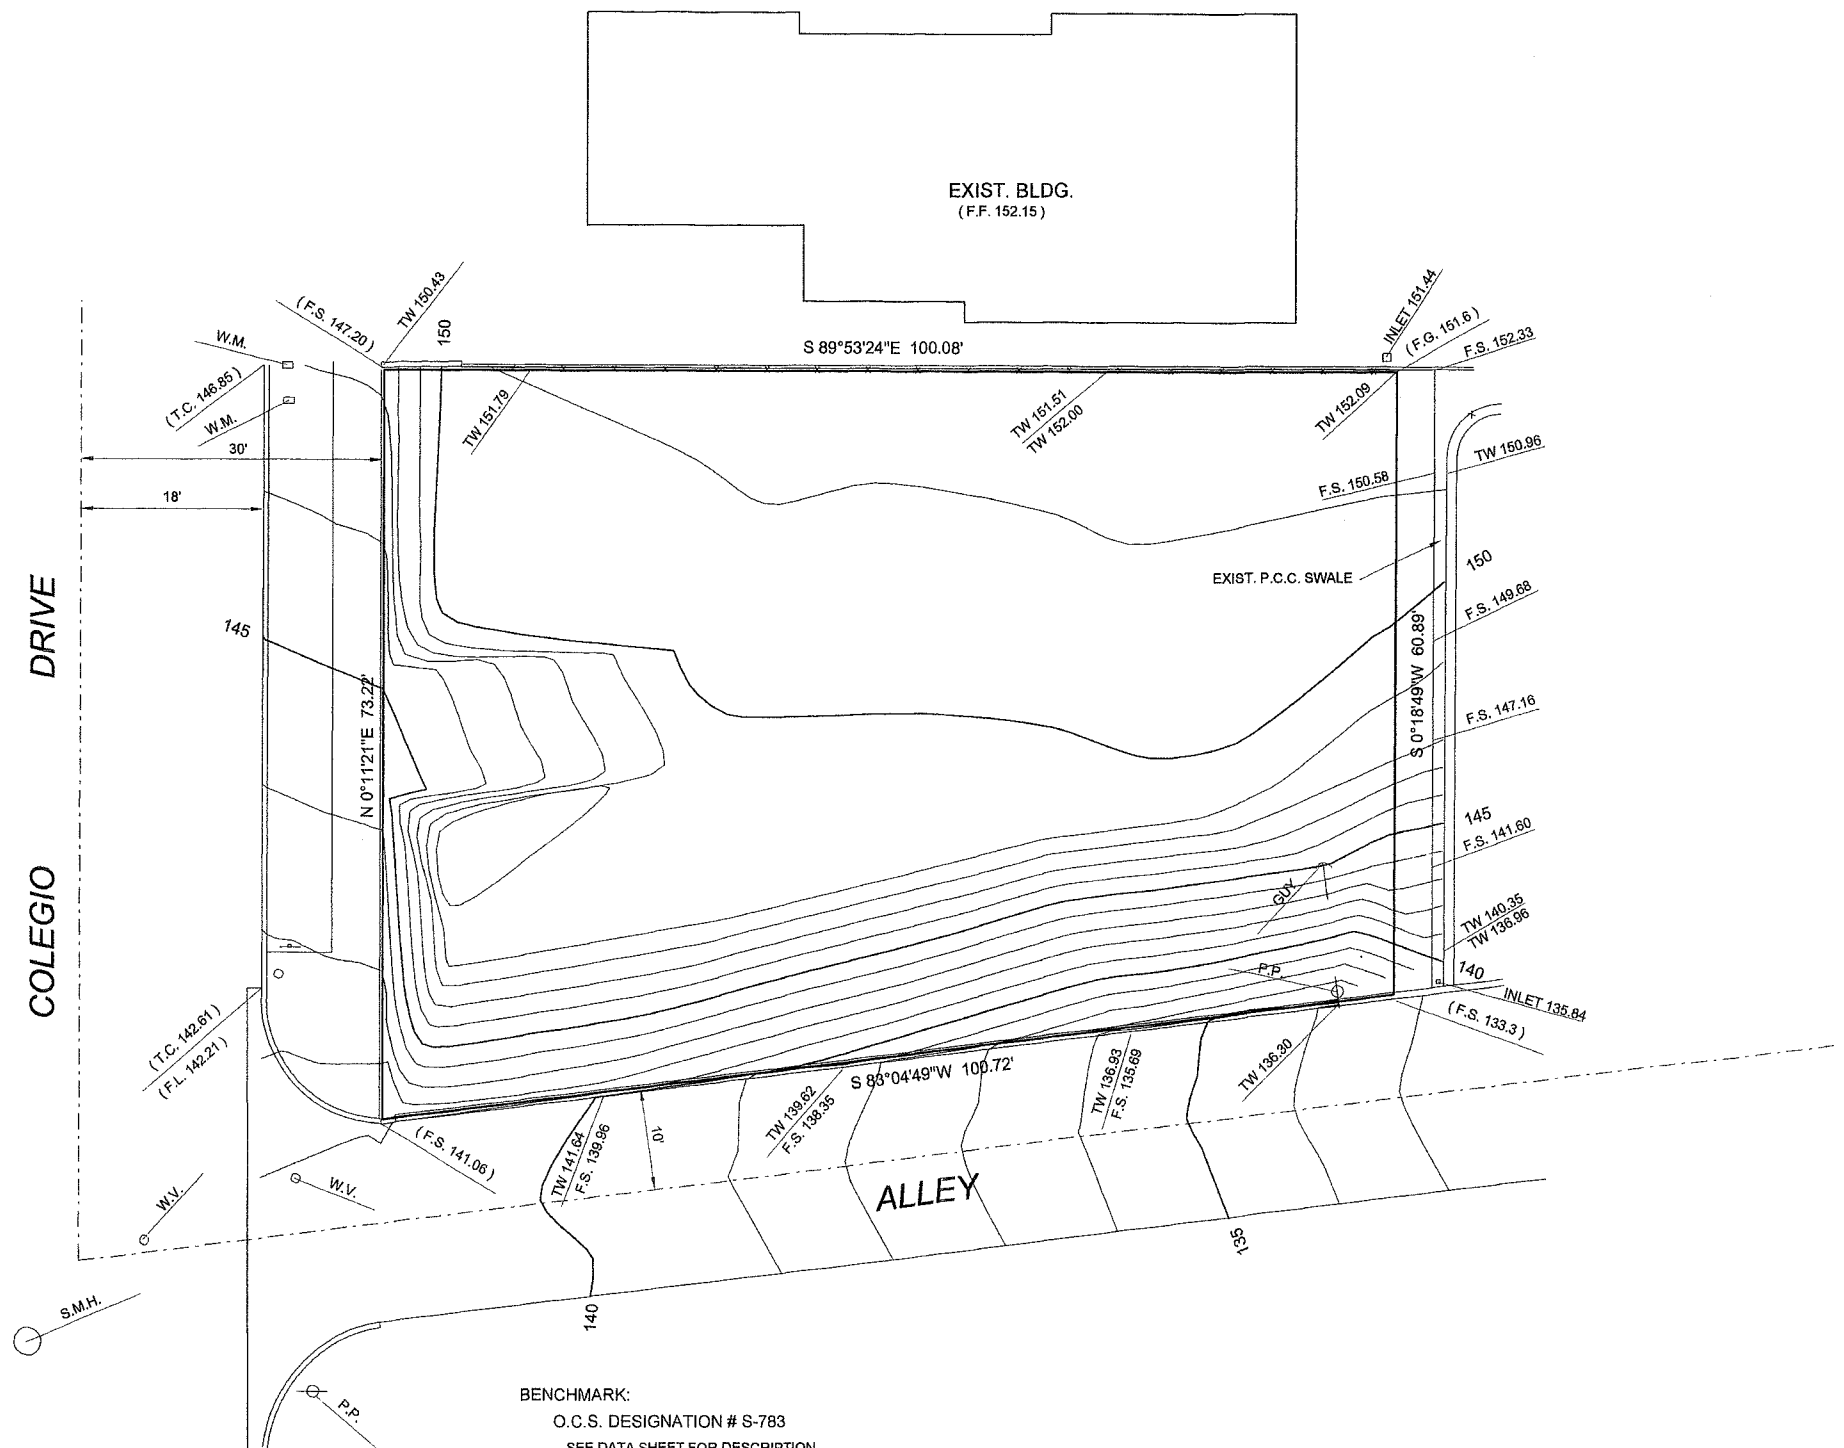 EXIST. BLDG.
( F.F. 152.15 )
( F.S. 147.20 )
TW 150.43
150
W.M.
( T.C. 146.85 )
W.M.
30'
18'
S 89°53'24"E 100.08'
INLET 151.44
( F.G. 151.6 )
F.S. 152.33
TW 151.79
TW 151.51
TW 152.00
TW 152.09
TW 150.96
F.S. 150.58
EXIST. P.C.C. SWALE
150
F.S. 149.68
S 0°18'49"W 60.89'
F.S. 147.16
145
F.S. 141.60
TW 140.35
TW 136.96
140
INLET 135.84
( F.S. 133.3 )
COLEGIO DRIVE
145
N 0°11'21"E 73.22'
GUY
P.P.
( T.C. 142.61 )
( F.L. 142.21 )
( F.S. 141.06 )
W.V.
W.V.
S.M.H.
TW 141.64
F.S. 139.96
10'
TW 139.62
F.S. 138.35
S 83°04'49"W 100.72'
TW 136.93
F.S. 135.69
TW 136.30
ALLEY
135
140
P.P.
BENCHMARK:
O.C.S. DESIGNATION # S-783
SEE DATA SHEET FOR DESCRIPTION